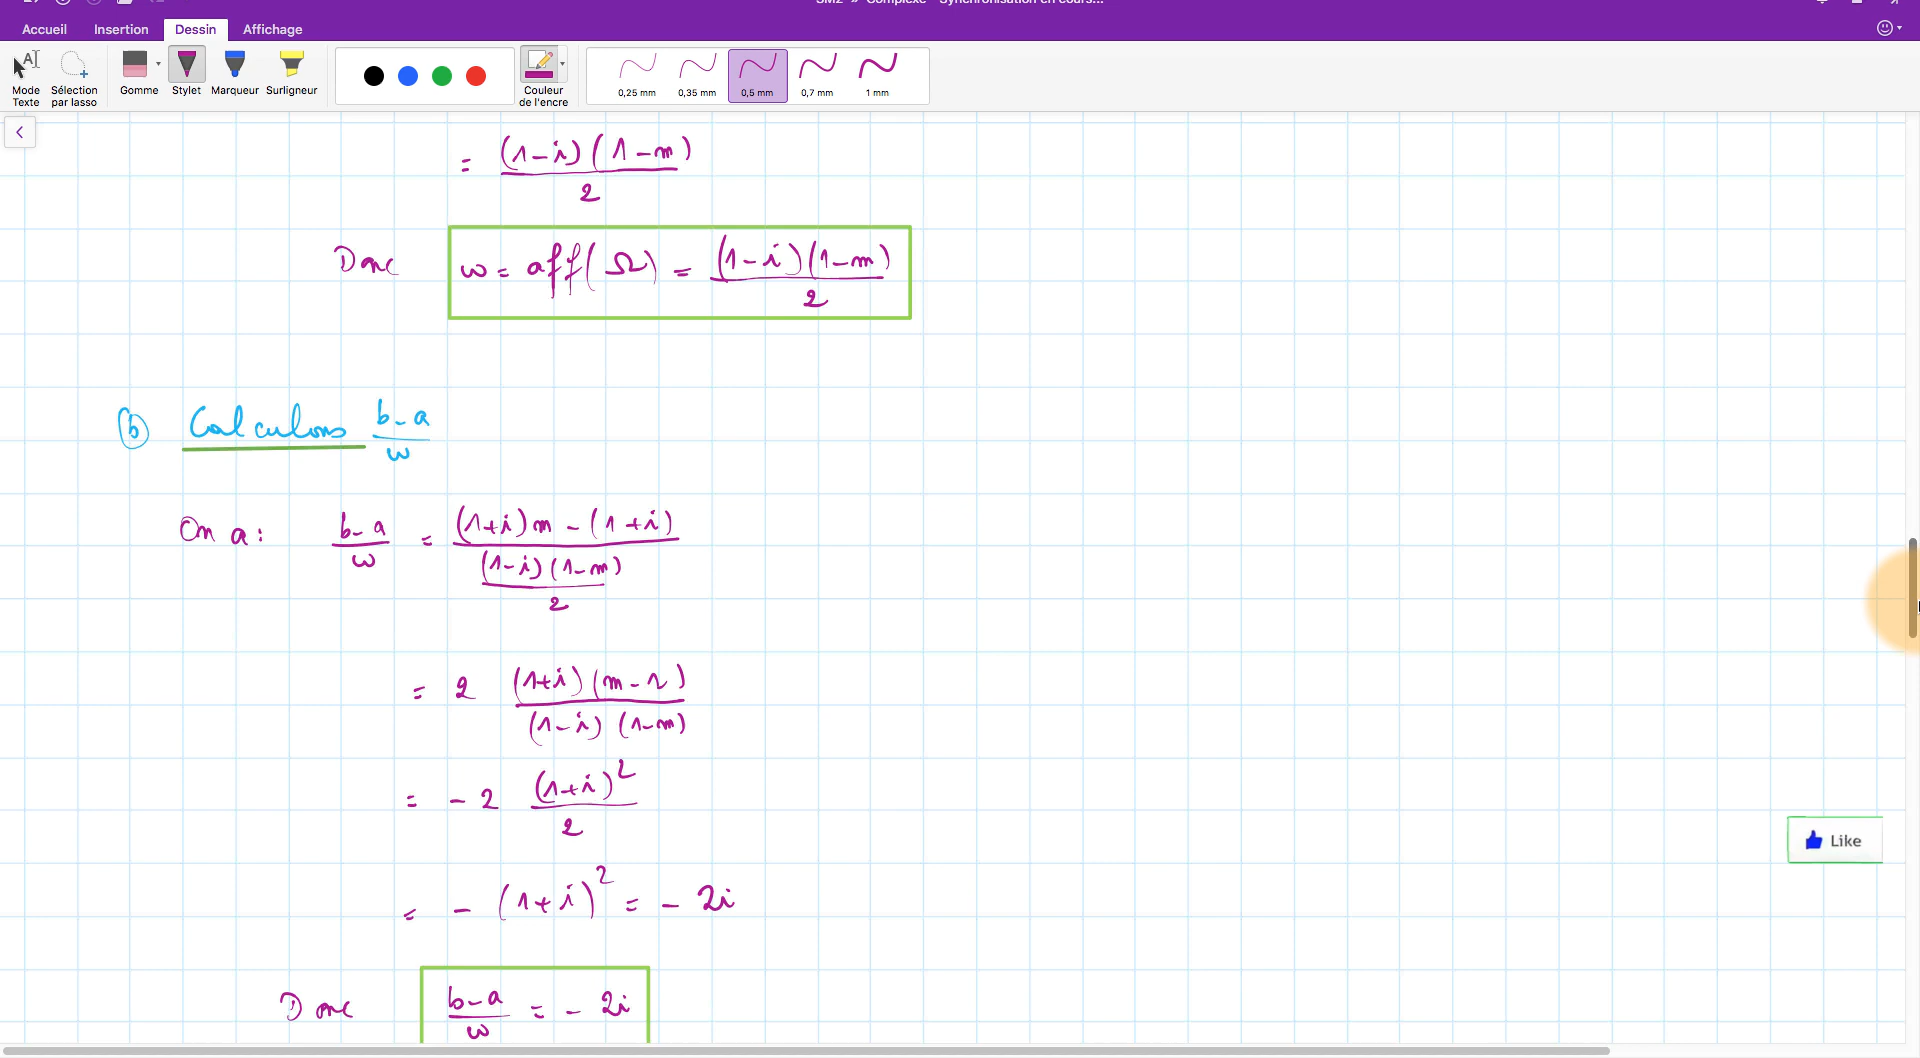 Accueil Insertion Dessin Affichage
Mode Texte Sélection par lasso Gomme Stylet Marqueur Surligneur Couleur de l'encre 0,25 mm 0,35 mm 0,5 mm 0,7 mm 1 mm
= (1-i)(1-m) / 2
Donc w = aff(Ω) = (1-i)(1-m) / 2
(b) Calculons b-a / w
On a : b-a / w = (1+i)m - (1+i) / (1-i)(1-m) / 2
= 2 (1+i)(m-1) / (1-i)(1-m)
= -2 (1+i)² / 2
Like
= -(1+i)² = -2i
Donc b-a / w = -2i